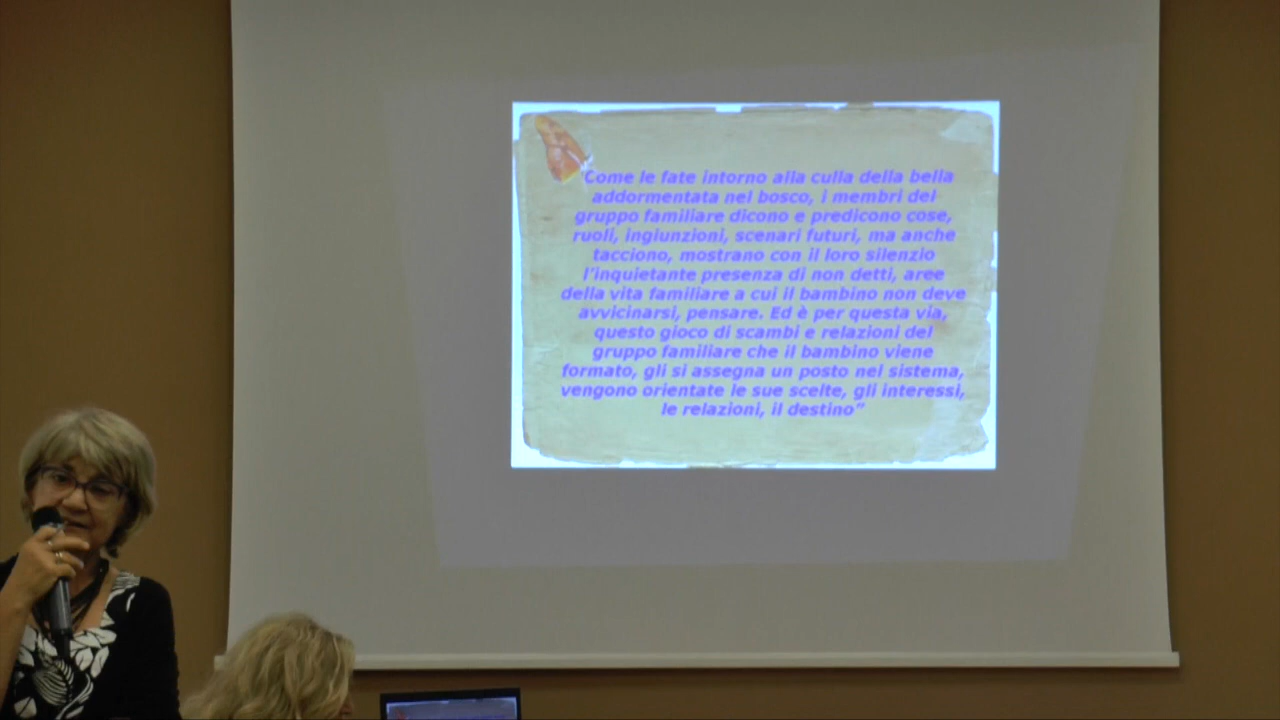 Come le fate intorno alla culla della bella
addormentata nel bosco, i membri del
gruppo familiare dicono e predicono cose,
ruoli, ingiunzioni, scenari futuri, ma anche
tacciono, mostrano con il loro silenzio
l'inquietante presenza di non detti, aree
della vita familiare a cui il bambino non deve
avvicinarsi, pensare. Ed è per questa via,
questo gioco di scambi e relazioni del
gruppo familiare che il bambino viene
formato, gli si assegna un posto nel sistema,
vengono orientate le sue scelte, gli interessi,
le relazioni, il destino”